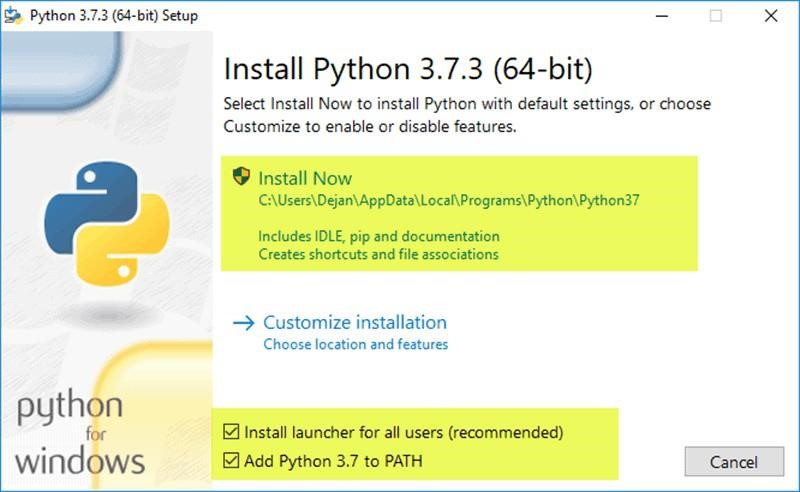 Python 3.7.3 (64-bit) Setup
Install Python 3.7.3 (64-bit)
Select Install Now to install Python with default settings, or choose
Customize to enable or disable features.
Install Now
C:\Users\Dejan\AppData\Local\Programs\Python\Python37
Includes IDLE, pip and documentation
Creates shortcuts and file associations
Customize installation
Choose location and features
python
for
windows
Install launcher for all users (recommended)
Add Python 3.7 to PATH
Cancel